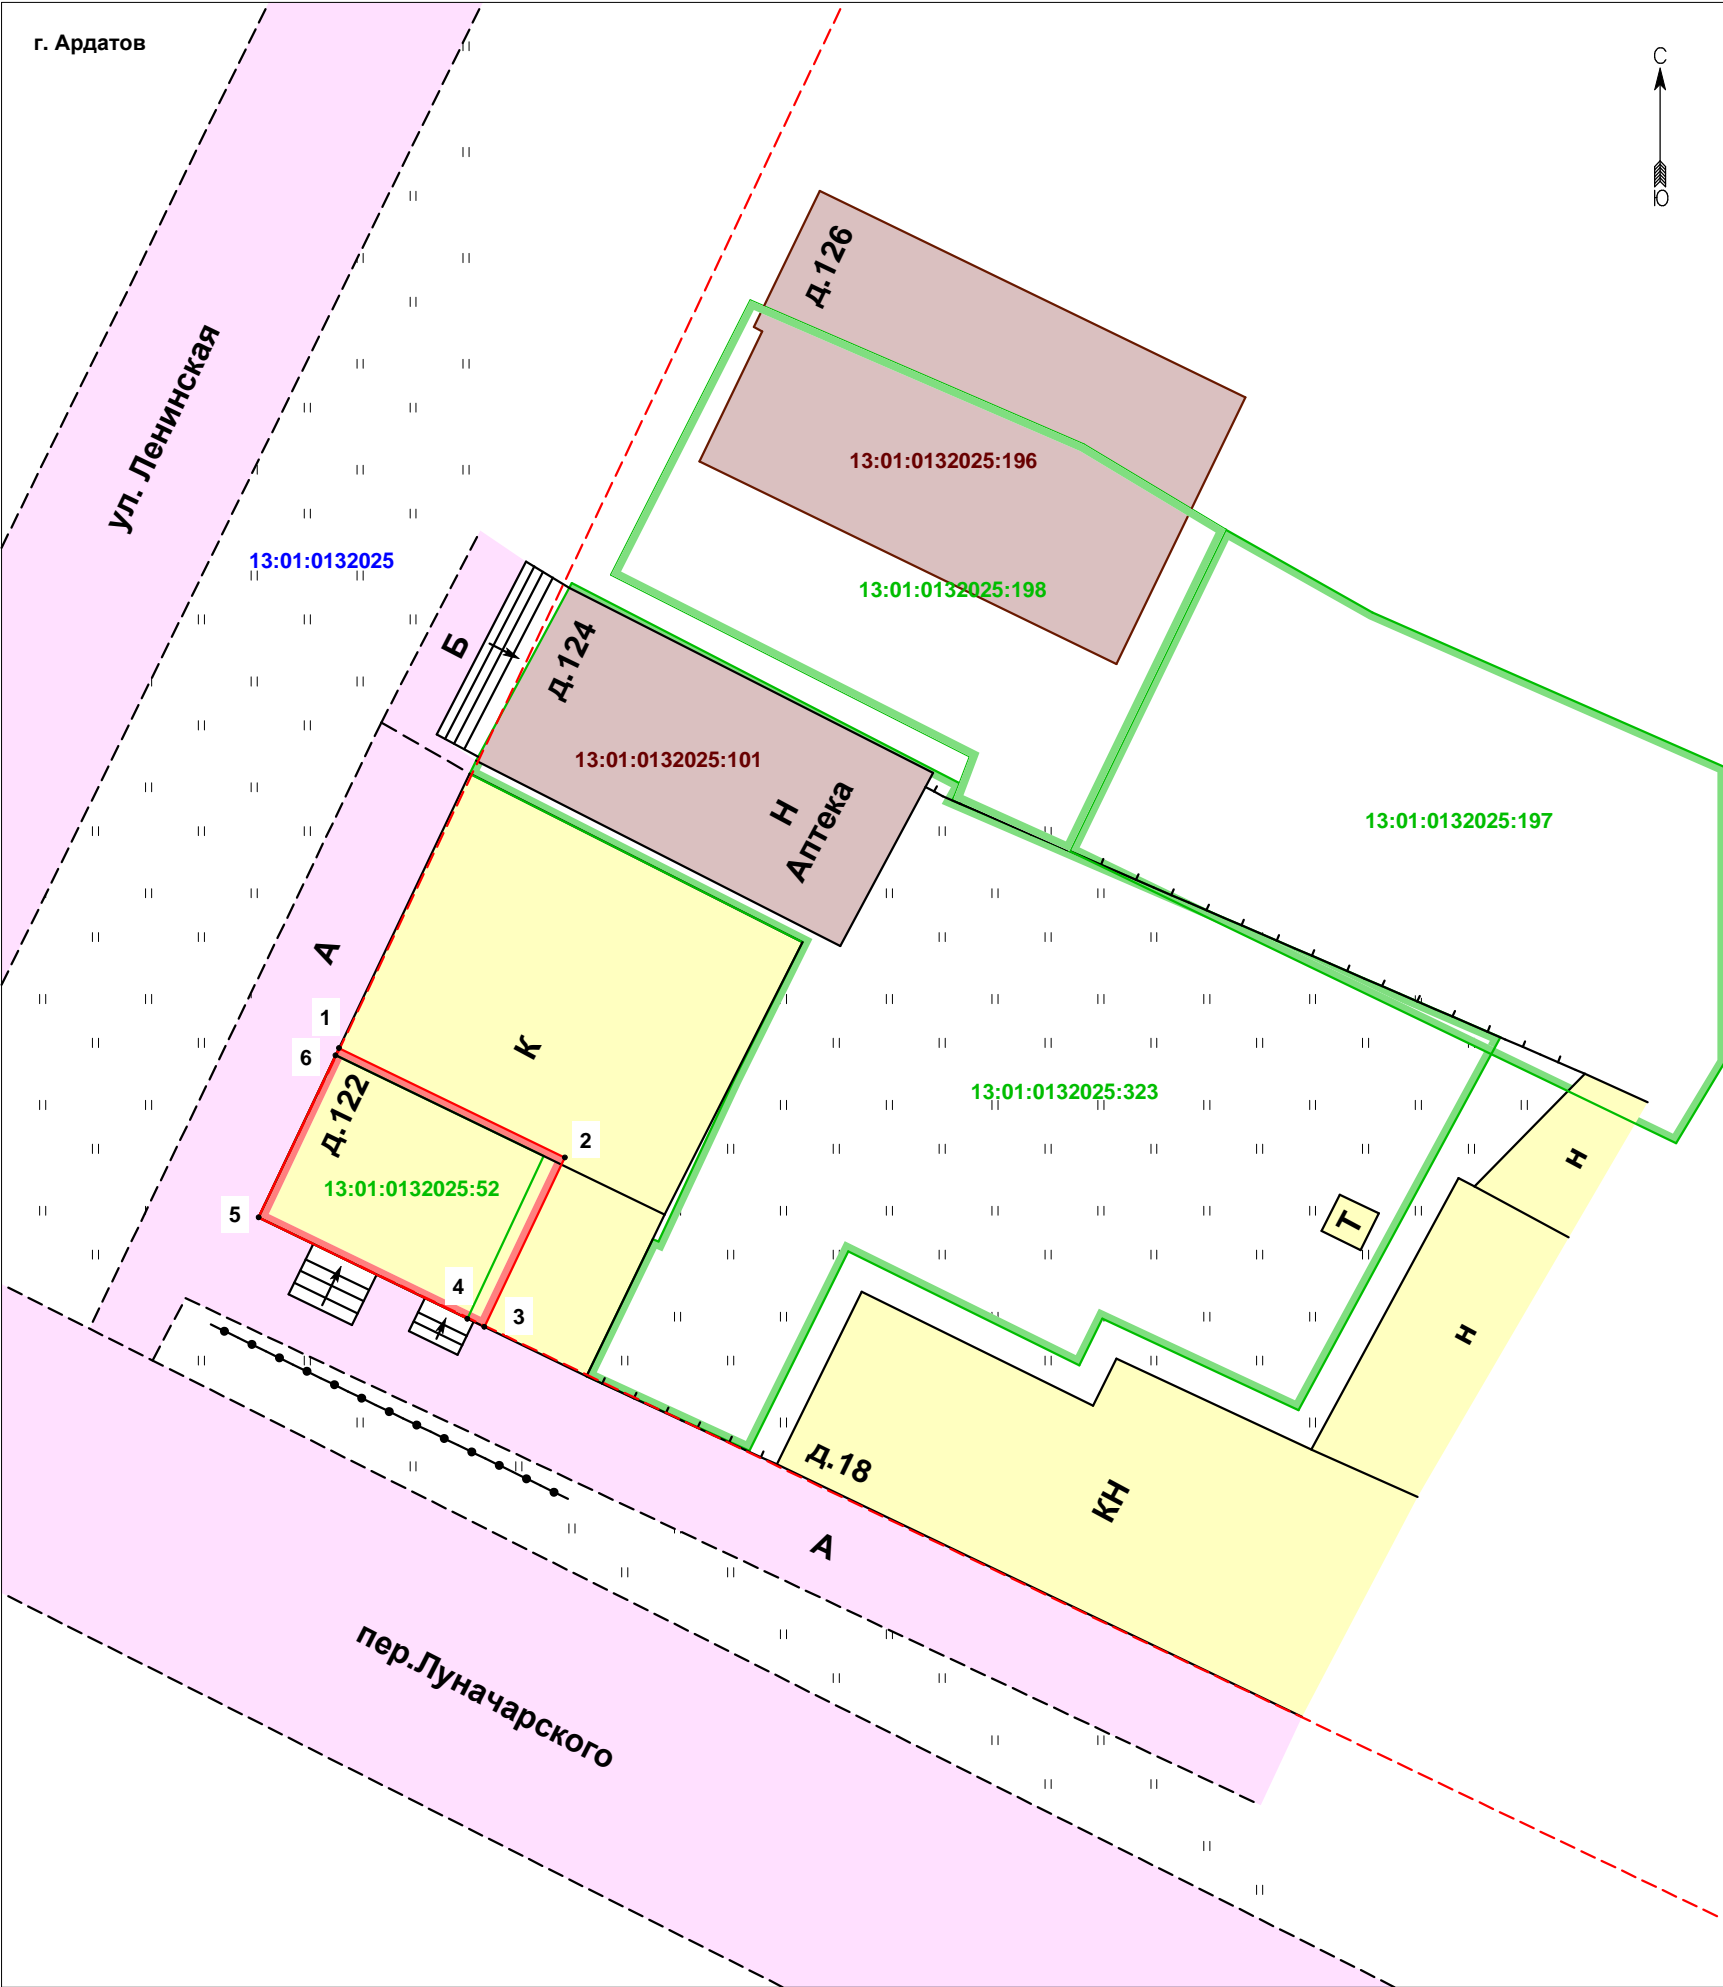 г. Ардатов
С
Ю
д.126
ул. Ленинская
13:01:0132025:196
13:01:0132025
13:01:0132025:198
Б
д.124
13:01:0132025:101
Н
Аптека
13:01:0132025:197
А
1
К
6
д.122
13:01:0132025:323
2
н
13:01:0132025:52
5
Т
4
3
н
д.18
КН
А
пер.Луначарского